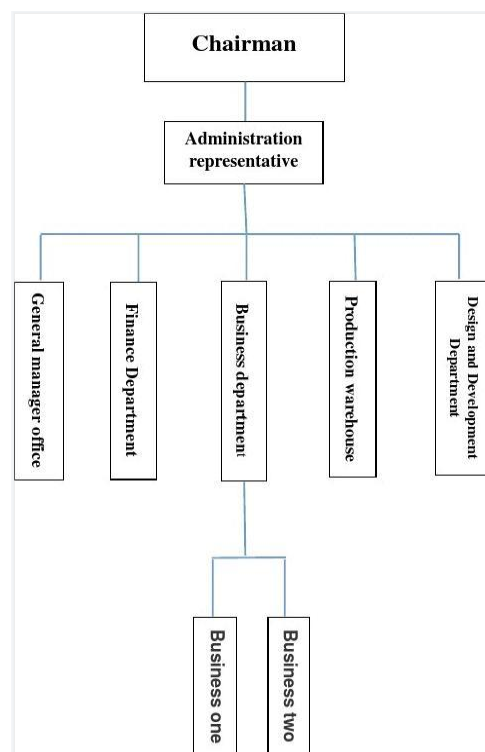 Chairman
Administration
representative
General manager office
Finance Department
Business department
Production warehouse
Design and Development
Department
Business one
Business two